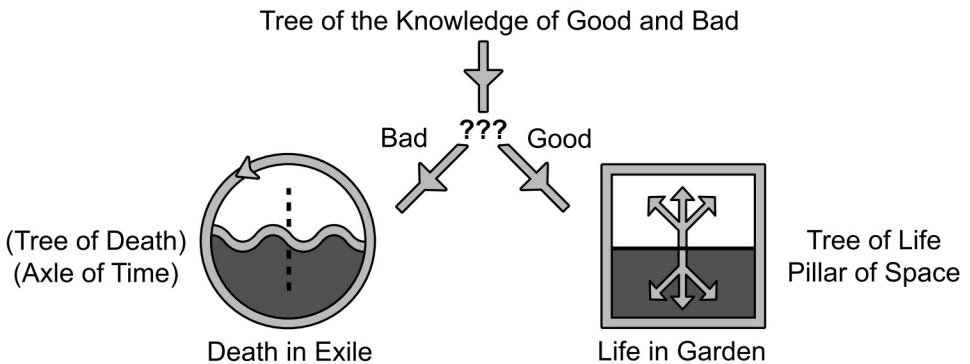 Tree of the Knowledge of Good and Bad
???
Bad
Good
(Tree of Death)
(Axle of Time)
Tree of Life
Pillar of Space
Death in Exile
Life in Garden